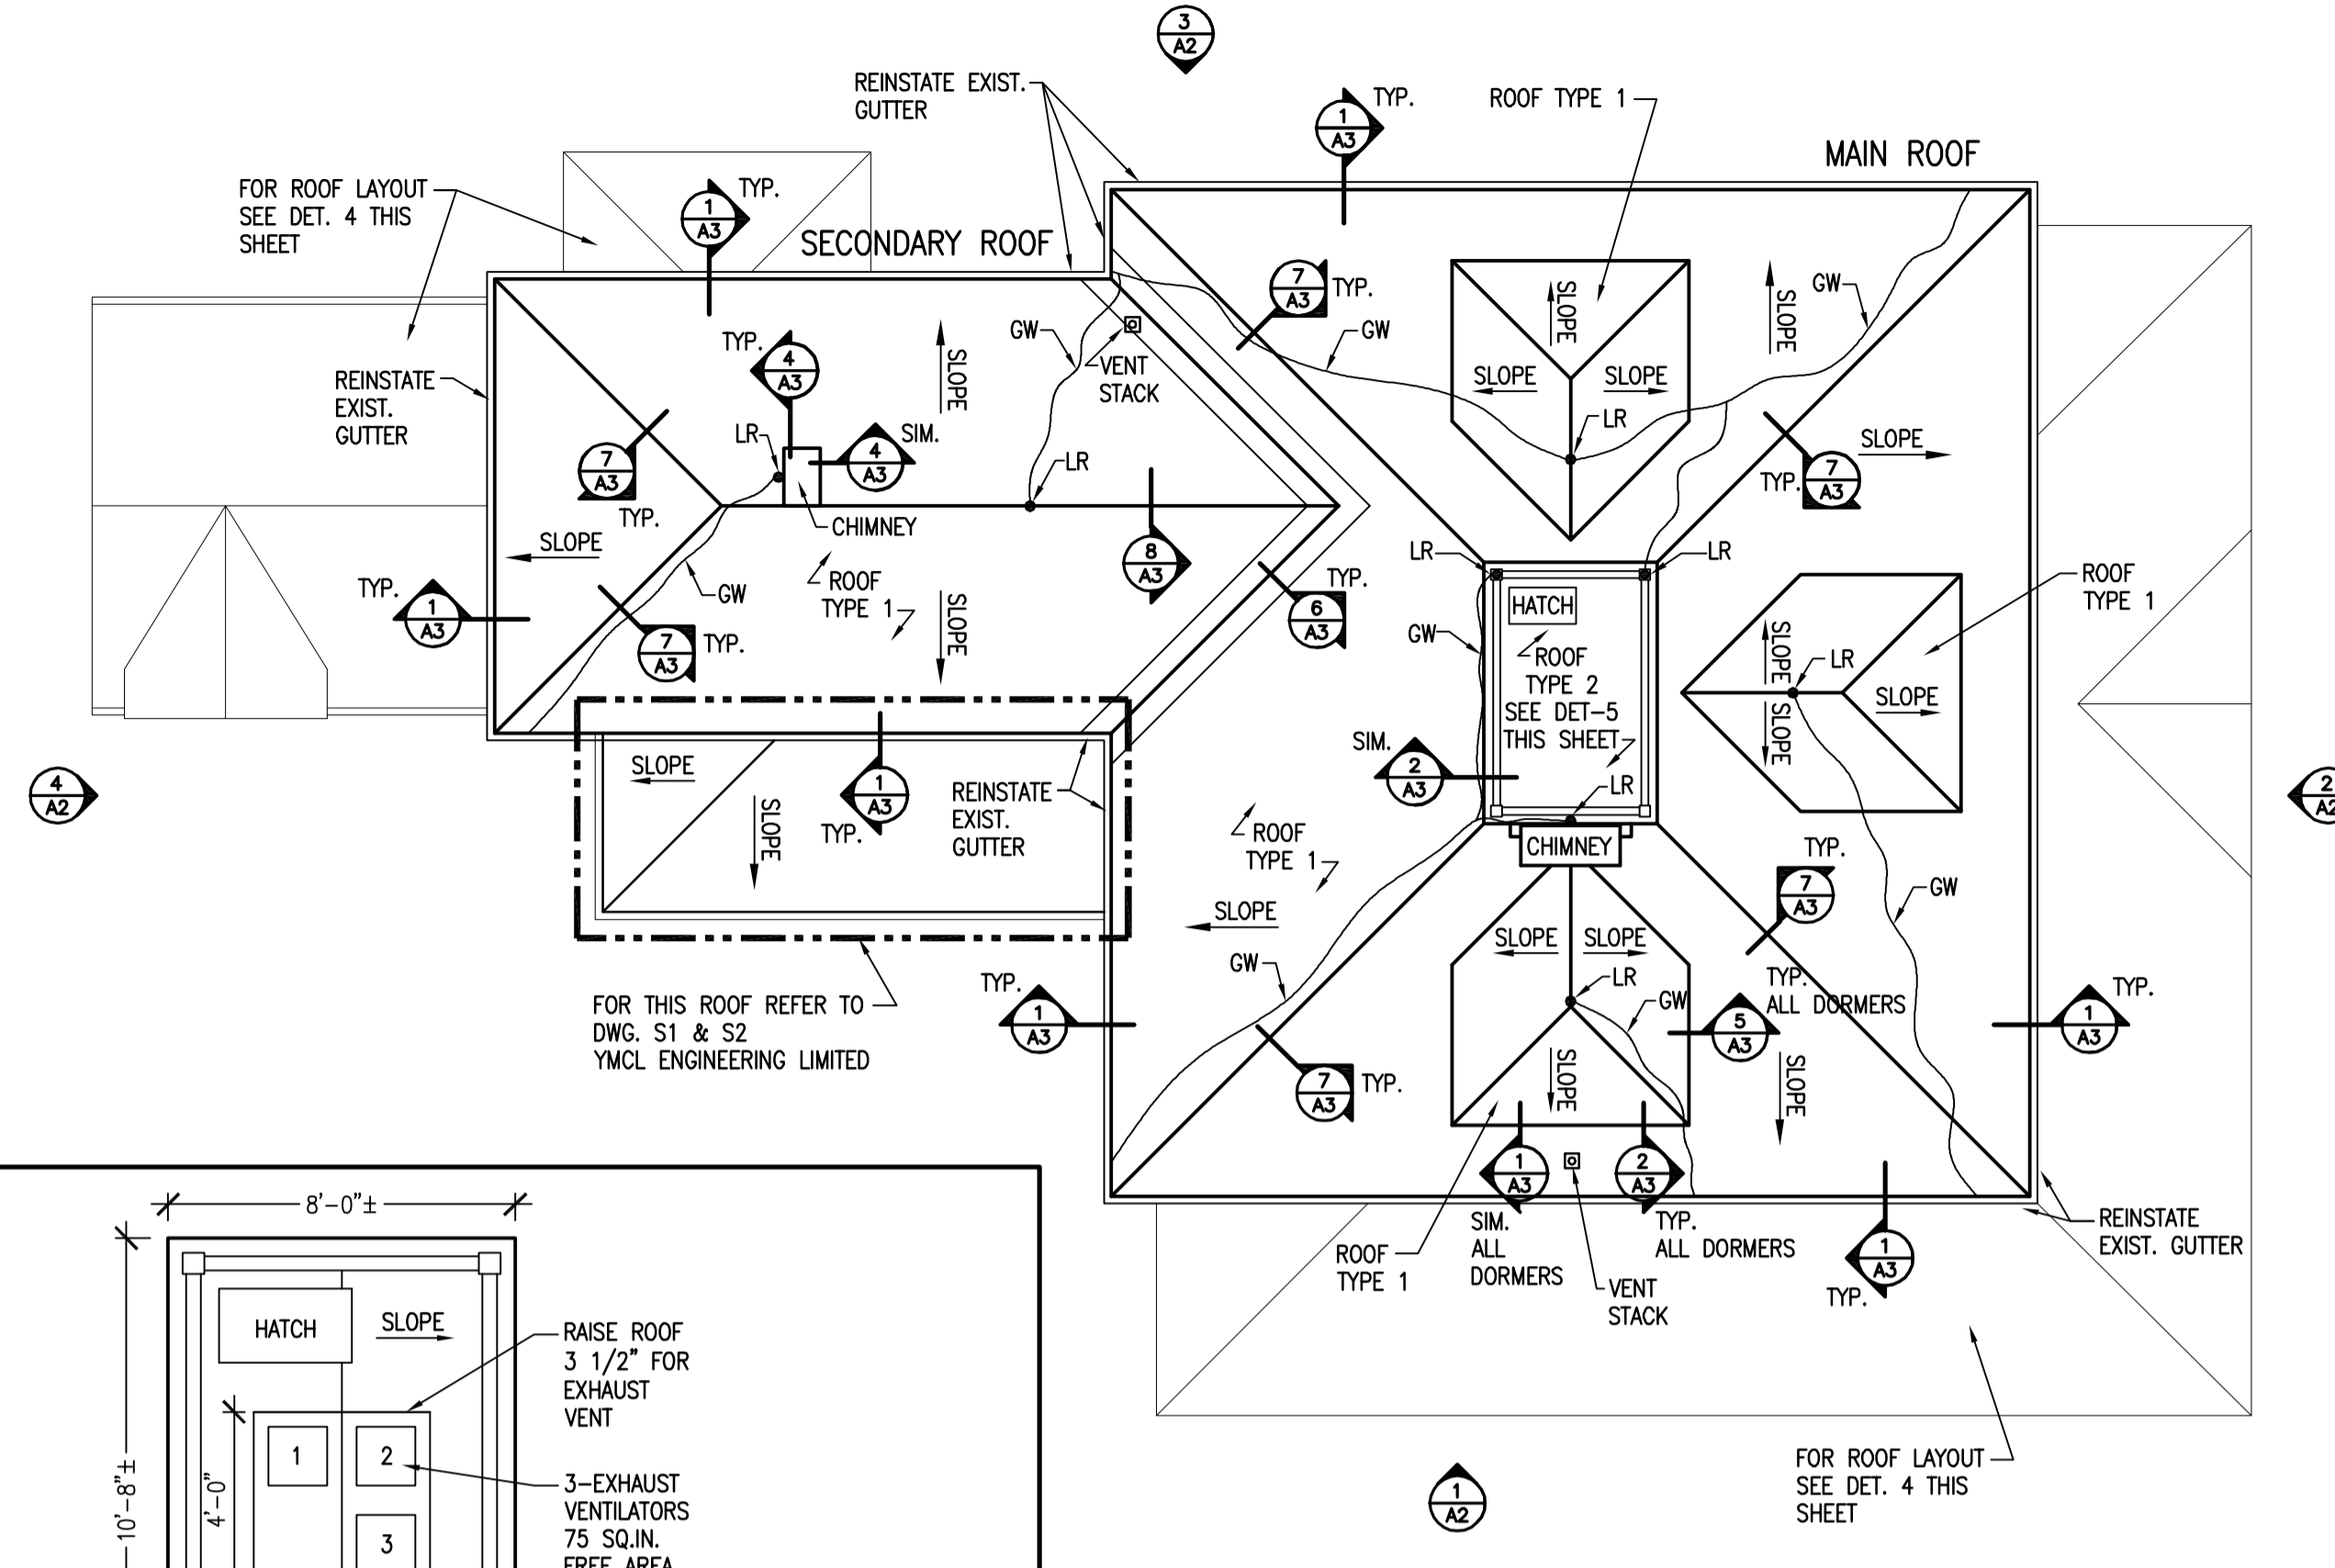 3
A2
REINSTATE EXIST.
GUTTER
TYP.
1
A3
ROOF TYPE 1
MAIN ROOF
FOR ROOF LAYOUT
SEE DET. 4 THIS
SHEET
TYP.
1
A3
SECONDARY ROOF
7
A3
TYP.
GW
SLOPE
SLOPE
GW
REINSTATE
EXIST.
GUTTER
TYP.
4
A3
SLOPE
GW
VENT
STACK
SLOPE
SLOPE
LR
LR
4
A3
SIM.
LR
SLOPE
7
A3
TYP.
7
A3
TYP.
CHIMNEY
SLOPE
8
A3
LR
LR
TYP.
1
A3
GW
ROOF
TYPE 1
SLOPE
TYP.
6
A3
HATCH
GW
ROOF
TYPE 2
SEE DET-5
THIS SHEET
ROOF
TYPE 1
7
A3
TYP.
SLOPE
LR
SLOPE
SLOPE
4
A2
SLOPE
SLOPE
1
A3
TYP.
REINSTATE
EXIST.
GUTTER
SIM.
2
A3
LR
2
A2
ROOF
TYPE 1
CHIMNEY
TYP.
7
A3
GW
SLOPE
SLOPE
SLOPE
GW
LR
GW
TYP.
ALL DORMERS
FOR THIS ROOF REFER TO
DWG. S1 & S2
YMCL ENGINEERING LIMITED
TYP.
1
A3
5
A3
TYP.
1
A3
7
A3
TYP.
SLOPE
SLOPE
1
A3
2
A3
SIM.
ALL
DORMERS
TYP.
ALL DORMERS
ROOF
TYPE 1
VENT
STACK
1
A3
TYP.
REINSTATE
EXIST. GUTTER
8'-0"±
HATCH
SLOPE
RAISE ROOF
3 1/2" FOR
EXHAUST
VENT
10'-8"±
4'-0"
1
2
3
3-EXHAUST
VENTILATORS
75 SQ.IN.
FREE AREA
1
A2
FOR ROOF LAYOUT
SEE DET. 4 THIS
SHEET